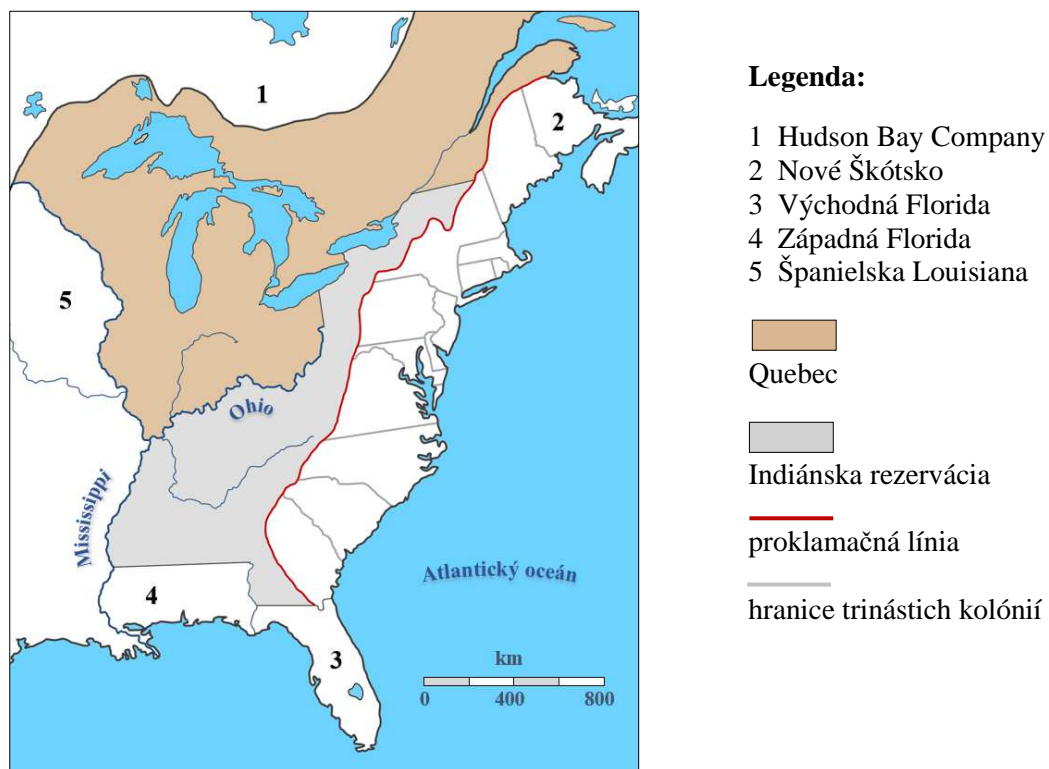 1
2
5
Ohio
Mississippi
Atlantický oceán
4
3
km
0 400 800
Legenda:
1 Hudson Bay Company
2 Nové Škótsko
3 Východná Florida
4 Západná Florida
5 Španielska Louisiana
Quebec
Indiánska rezervácia
proklamačná línia
hranice trinástich kolónií